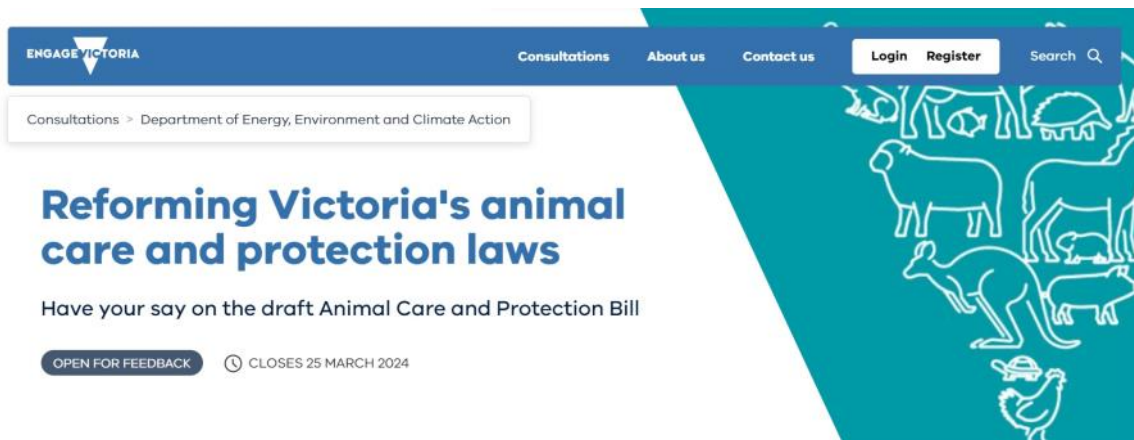 ENGAGE VICTORIA
Consultations About us Contact us Login Register Search
Consultations > Department of Energy, Environment and Climate Action
Reforming Victoria's animal
care and protection laws
Have your say on the draft Animal Care and Protection Bill
OPEN FOR FEEDBACK CLOSES 25 MARCH 2024